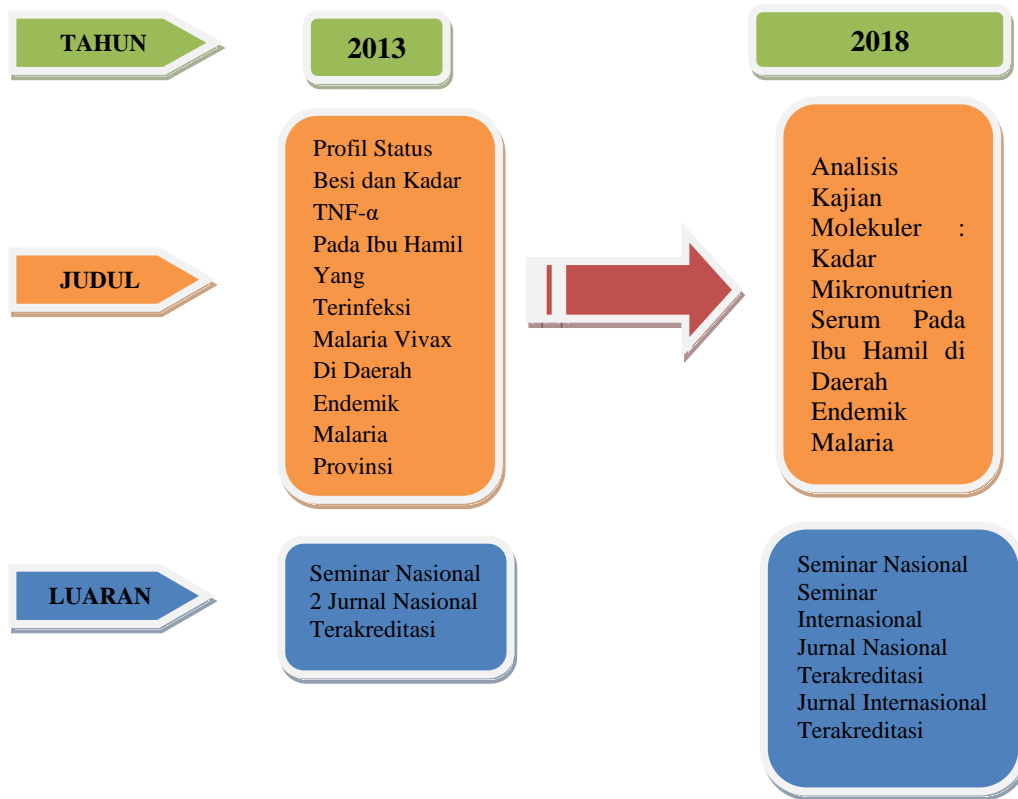 TAHUN
2013
2018
JUDUL
Profil Status
Besi dan Kadar
TNF-α
Pada Ibu Hamil
Yang
Terinfeksi
Malaria Vivax
Di Daerah
Endemik
Malaria
Provinsi
Analisis
Kajian
Molekuler :
Kadar
Mikronutrien
Serum Pada
Ibu Hamil di
Daerah
Endemik
Malaria
LUARAN
Seminar Nasional
2 Jurnal Nasional
Terakreditasi
Seminar Nasional
Seminar
Internasional
Jurnal Nasional
Terakreditasi
Jurnal Internasional
Terakreditasi